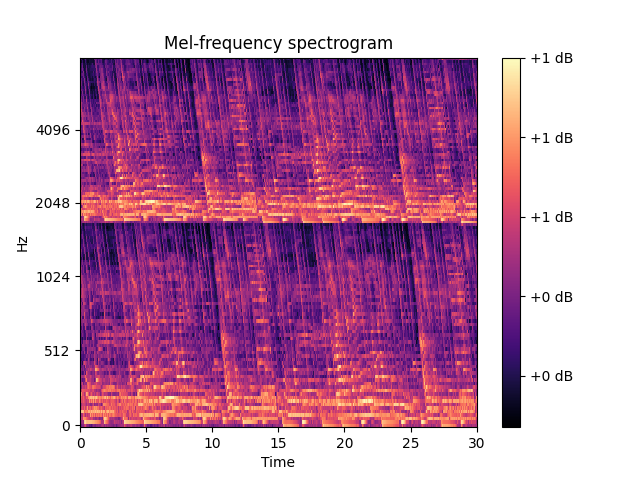 Mel-frequency spectrogram
Hz
4096
2048
1024
512
0
0 5 10 15 20 25 30
Time
+1 dB
+1 dB
+1 dB
+0 dB
+0 dB